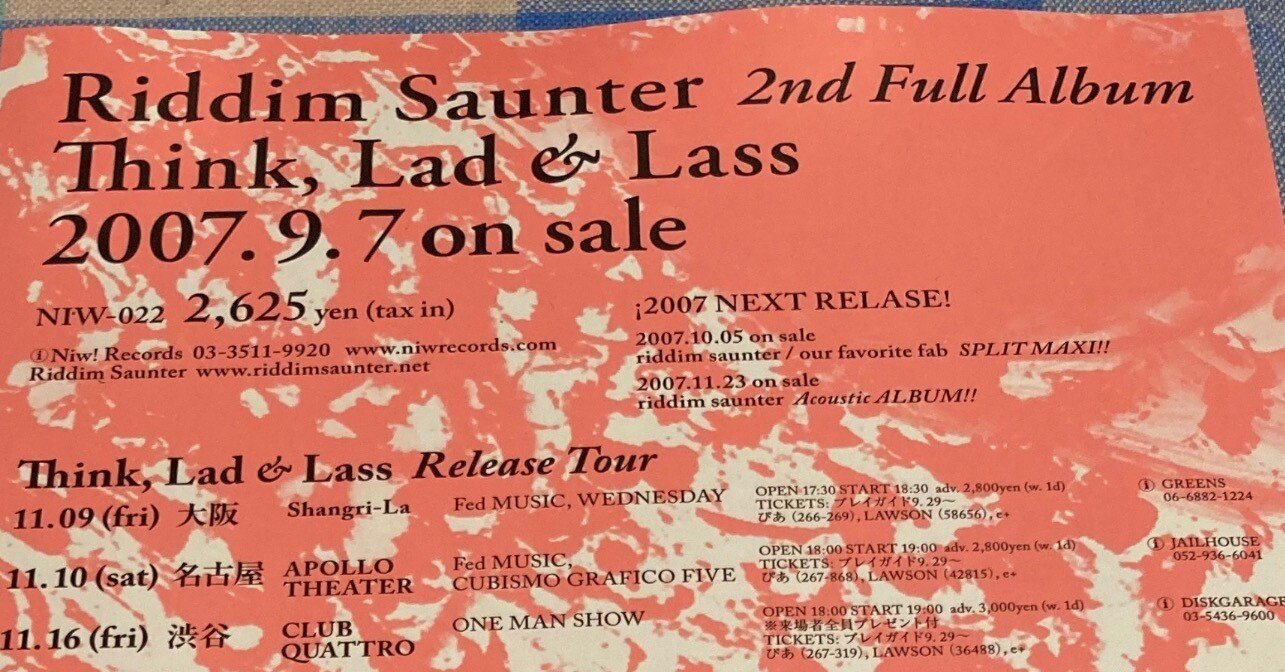 Riddim Saunter 2nd Full Album
Think, Lad & Lass
2007. 9. 7 on sale
NIW-022 2,625 yen (tax in)
ⓘNiw! Records 03-3511-9920 www.niwrecords.com
Riddim Saunter www.riddimsaunter.net
¡2007 NEXT RELASE!
2007.10.05 on sale
riddim saunter / our favorite fab SPLIT MAXI!!
2007.11.23 on sale
riddim saunter Acoustic ALBUM!!
Think, Lad & Lass Release Tour
11.09 (fri) 大阪 Shangri-La Fed MUSIC, WEDNESDAY
OPEN 17:30 START 18:30 adv. 2,800yen (w. 1d)
TICKETS: プレイガイド9. 29〜
ぴあ (266-269), LAWSON (58656), e+
ⓘ GREENS
06-6882-1224
11.10 (sat) 名古屋 APOLLO
THEATER
Fed MUSIC,
CUBISMO GRAFICO FIVE
OPEN 18:00 START 19:00 adv. 2,800yen (w. 1d)
TICKETS: プレイガイド9. 29〜
ぴあ (267-868), LAWSON (42815), e+
ⓘ JAILHOUSE
052-936-6041
11.16 (fri) 渋谷 CLUB
QUATTRO
ONE MAN SHOW
OPEN 18:00 START 19:00 adv. 3,000yen (w. 1d)
※来場者全員プレゼント付
TICKETS: プレイガイド9. 29〜
ぴあ (267-319), LAWSON (36488), e+
ⓘ DISKGARAGE
03-5436-9600